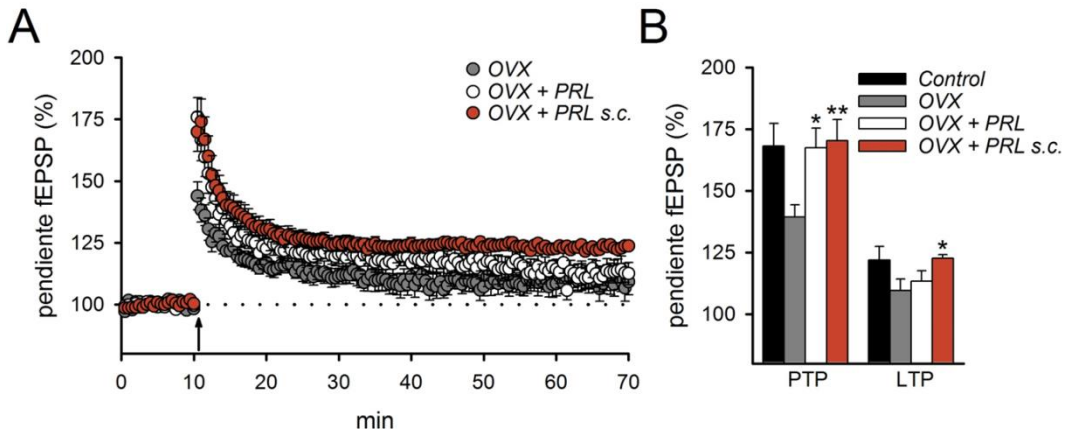 A
pendiente fEPSP (%)
200
175
150
125
100
0 10 20 30 40 50 60 70
min
OVX
OVX + PRL
OVX + PRL s.c.
B
pendiente fEPSP (%)
200
175
150
125
100
Control
OVX
OVX + PRL
OVX + PRL s.c.
* **
*
PTP LTP